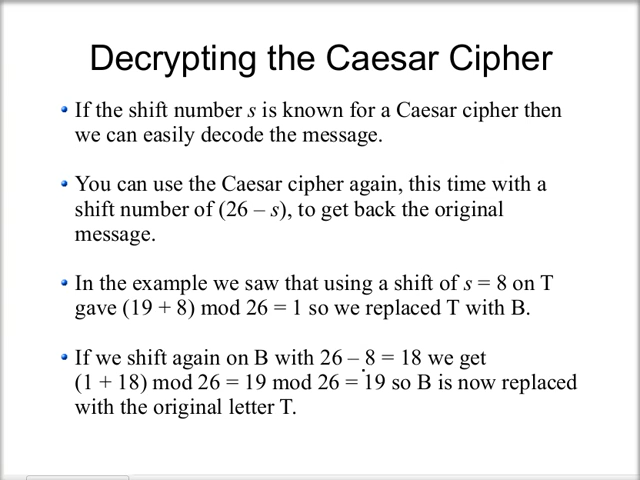 Decrypting the Caesar Cipher
• If the shift number s is known for a Caesar cipher then
we can easily decode the message.
• You can use the Caesar cipher again, this time with a
shift number of (26 – s), to get back the original
message.
• In the example we saw that using a shift of s = 8 on T
gave (19 + 8) mod 26 = 1 so we replaced T with B.
• If we shift again on B with 26 – 8 = 18 we get
(1 + 18) mod 26 = 19 mod 26 = 19 so B is now replaced
with the original letter T.